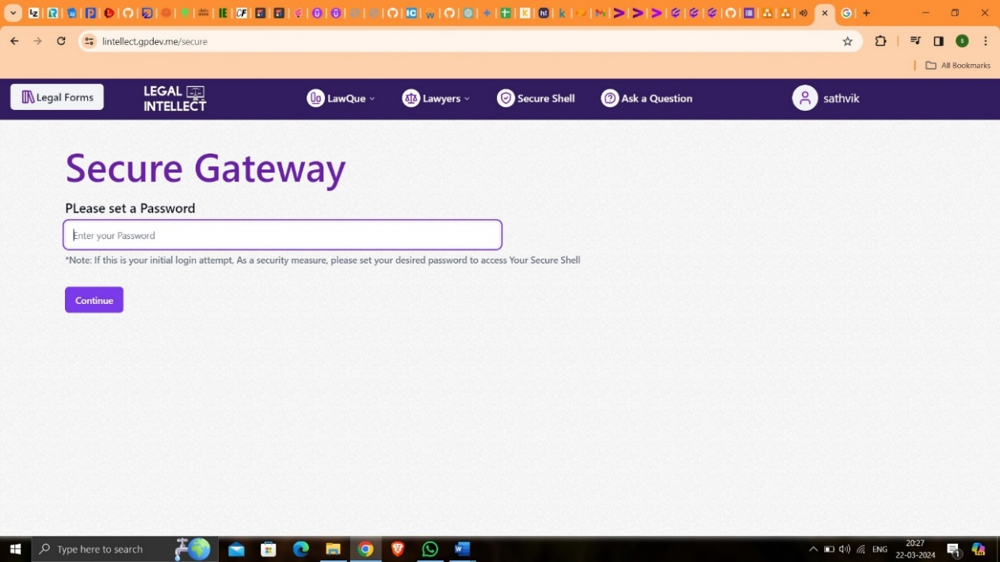 lintellect.gpdev.me/secure
All Bookmarks
Legal Forms
LEGAL
INTELLECT
LawQue
Lawyers
Secure Shell
Ask a Question
sathvik
Secure Gateway
PLease set a Password
Enter your Password
*Note: If this is your initial login attempt, As a security measure, please set your desired password to access Your Secure Shell
Continue
Type here to search
ENG
20:27
22-03-2024